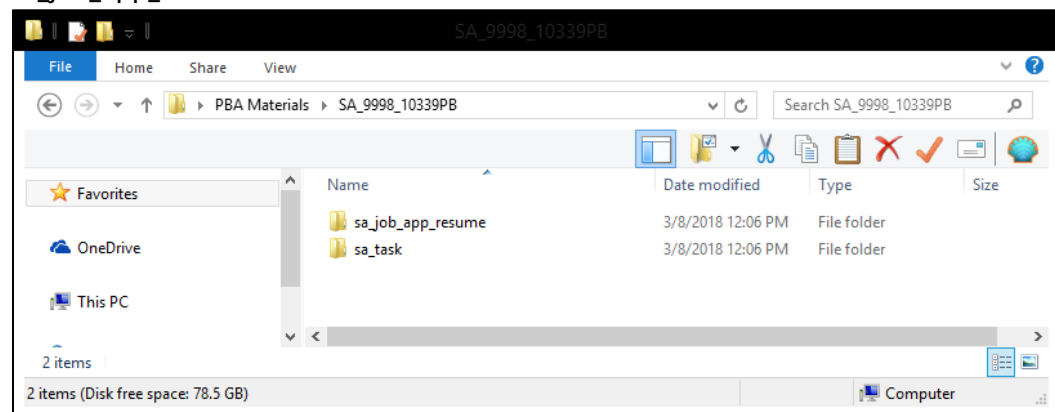 SA_9998_10339PB
File Home Share View
PBA Materials SA_9998_10339PB Search SA_9998_10339PB
Name Date modified Type Size
Favorites
sa_job_app_resume 3/8/2018 12:06 PM File folder
OneDrive
sa_task 3/8/2018 12:06 PM File folder
This PC
2 items
2 items (Disk free space: 78.5 GB) Computer